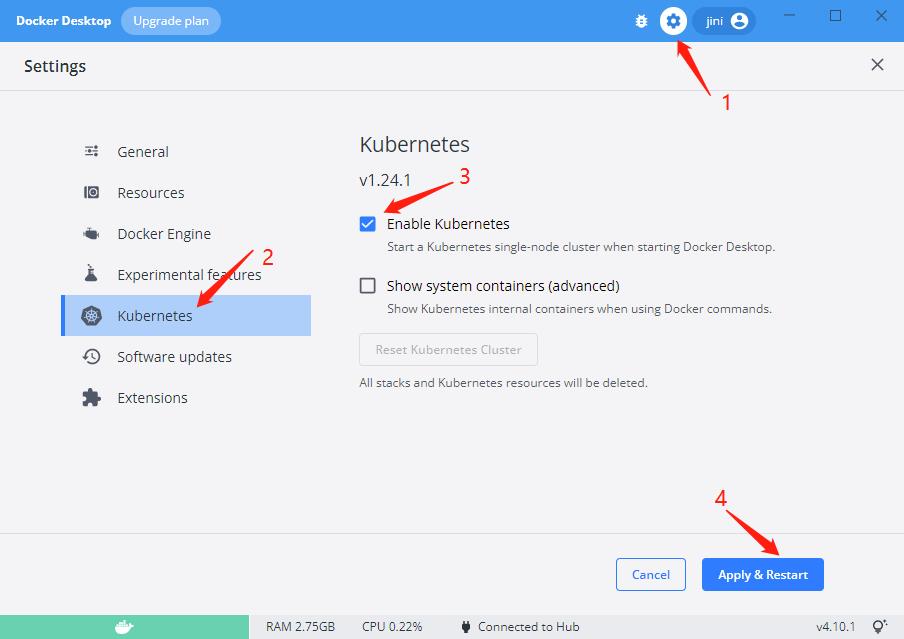 Docker Desktop Upgrade plan jini
1
Settings
Kubernetes
v1.24.1
3
General
Resources
Docker Engine
Experimental features
2
Kubernetes
Software updates
Extensions
Enable Kubernetes
Start a Kubernetes single-node cluster when starting Docker Desktop.
Show system containers (advanced)
Show Kubernetes internal containers when using Docker commands.
Reset Kubernetes Cluster
All stacks and Kubernetes resources will be deleted.
4
Cancel Apply & Restart
RAM 2.75GB CPU 0.22% Connected to Hub v4.10.1